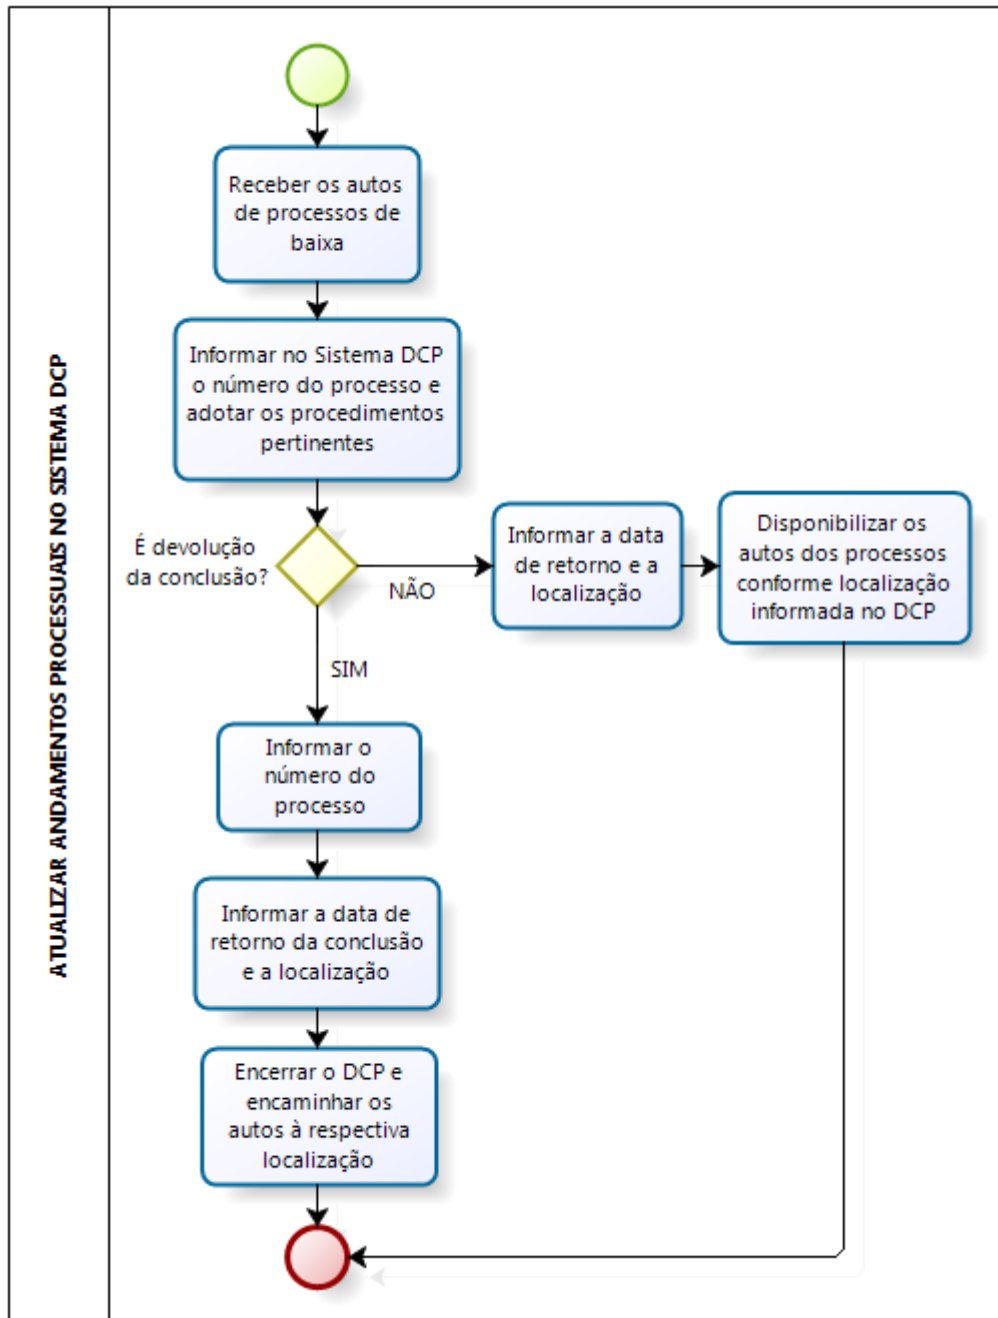 ATUALIZAR ANDAMENTOS PROCESSUAIS NO SISTEMA DCP
Receber os autos
de processos de
baixa
Informar no Sistema DCP
o número do processo e
adotar os procedimentos
pertinentes
É devolução
da conclusão?
NÃO
Informar a data
de retorno e a
localização
Disponibilizar os
autos dos processos
conforme localização
informada no DCP
SIM
Informar o
número do
processo
Informar a data de
retorno da conclusão
e a localização
Encerrar o DCP e
encaminhar os
autos à respectiva
localização